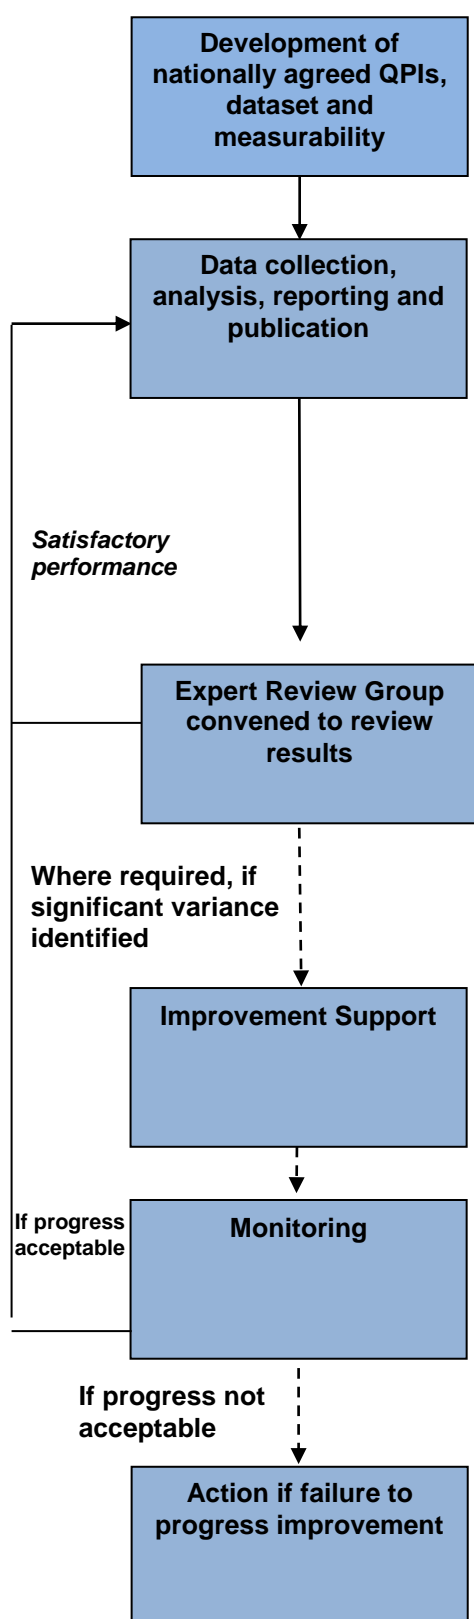 Development of
nationally agreed QPIs,
dataset and
measurability
Data collection,
analysis, reporting and
publication
Satisfactory
performance
Expert Review Group
convened to review
results
Where required, if
significant variance
identified
Improvement Support
If progress
acceptable
Monitoring
If progress not
acceptable
Action if failure to
progress improvement